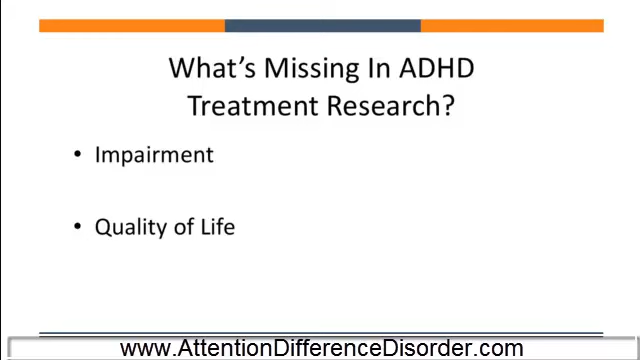 What's Missing In ADHD
Treatment Research?
• Impairment
• Quality of Life
www.AttentionDifferenceDisorder.com